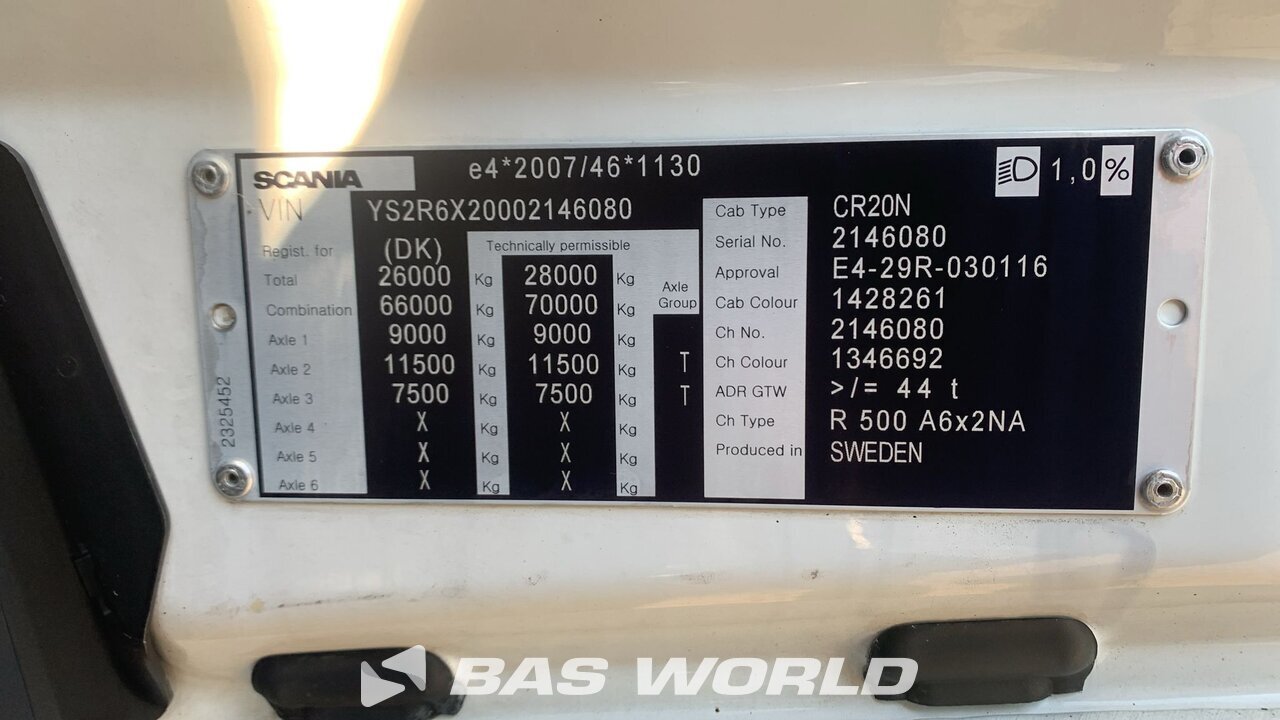 SCANIA e4*2007/46*1130 1,0 %
VIN YS2R6X20002146080
Regist. for (DK) Technically permissible
Total 26000 Kg 28000 Kg Axle Group
Combination 66000 Kg 70000 Kg
Axle 1 9000 Kg 9000 Kg
Axle 2 11500 Kg 11500 Kg T
Axle 3 7500 Kg 7500 Kg T
Axle 4 X Kg X Kg
Axle 5 X Kg X Kg
Axle 6 X Kg X Kg
Cab Type CR20N
Serial No. 2146080
Approval E4-29R-030116
Cab Colour 1428261
Ch No. 2146080
Ch Colour 1346692
ADR GTW >/= 44 t
Ch Type R 500 A6x2NA
Produced in SWEDEN
2325452
BAS WORLD